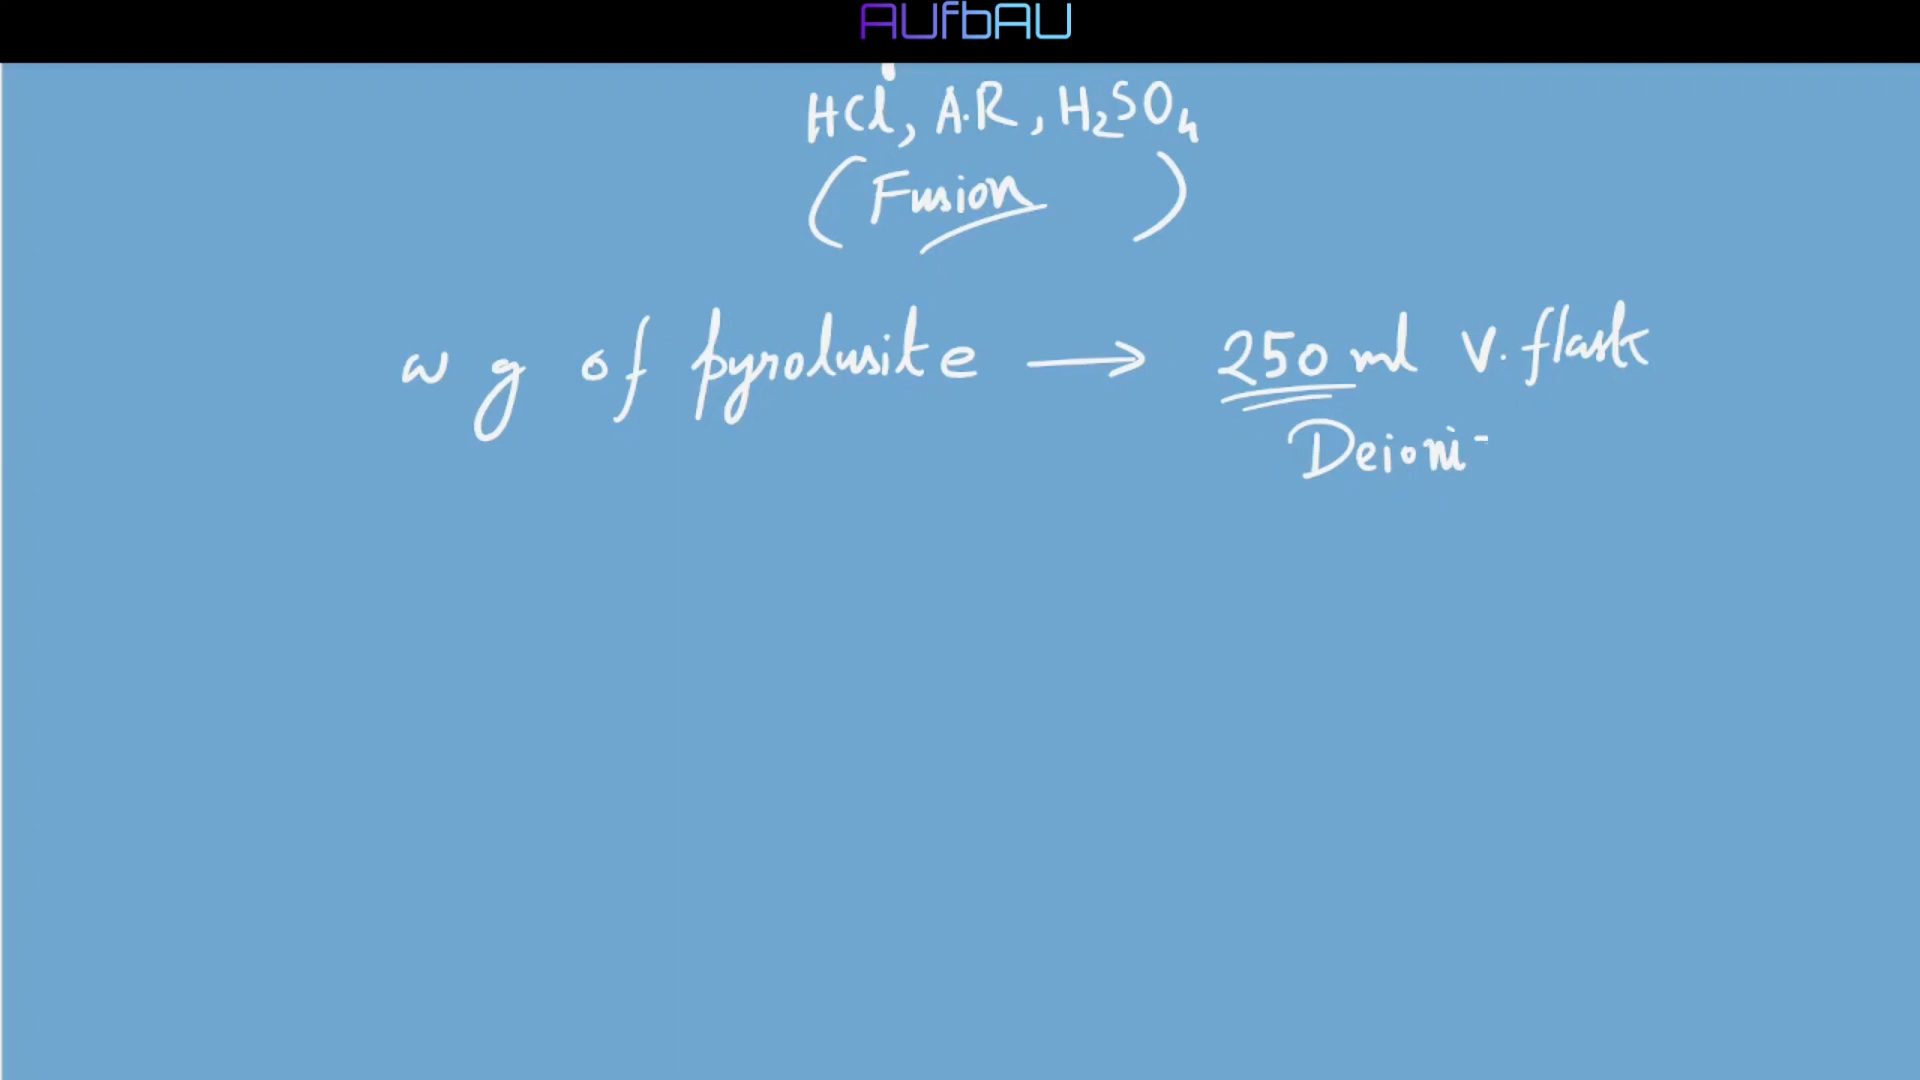 AUfbAU
HCl, A.R, H₂SO₄
(Fusion)
w g of pyrolusite → 250 ml V. flask
Deioni-